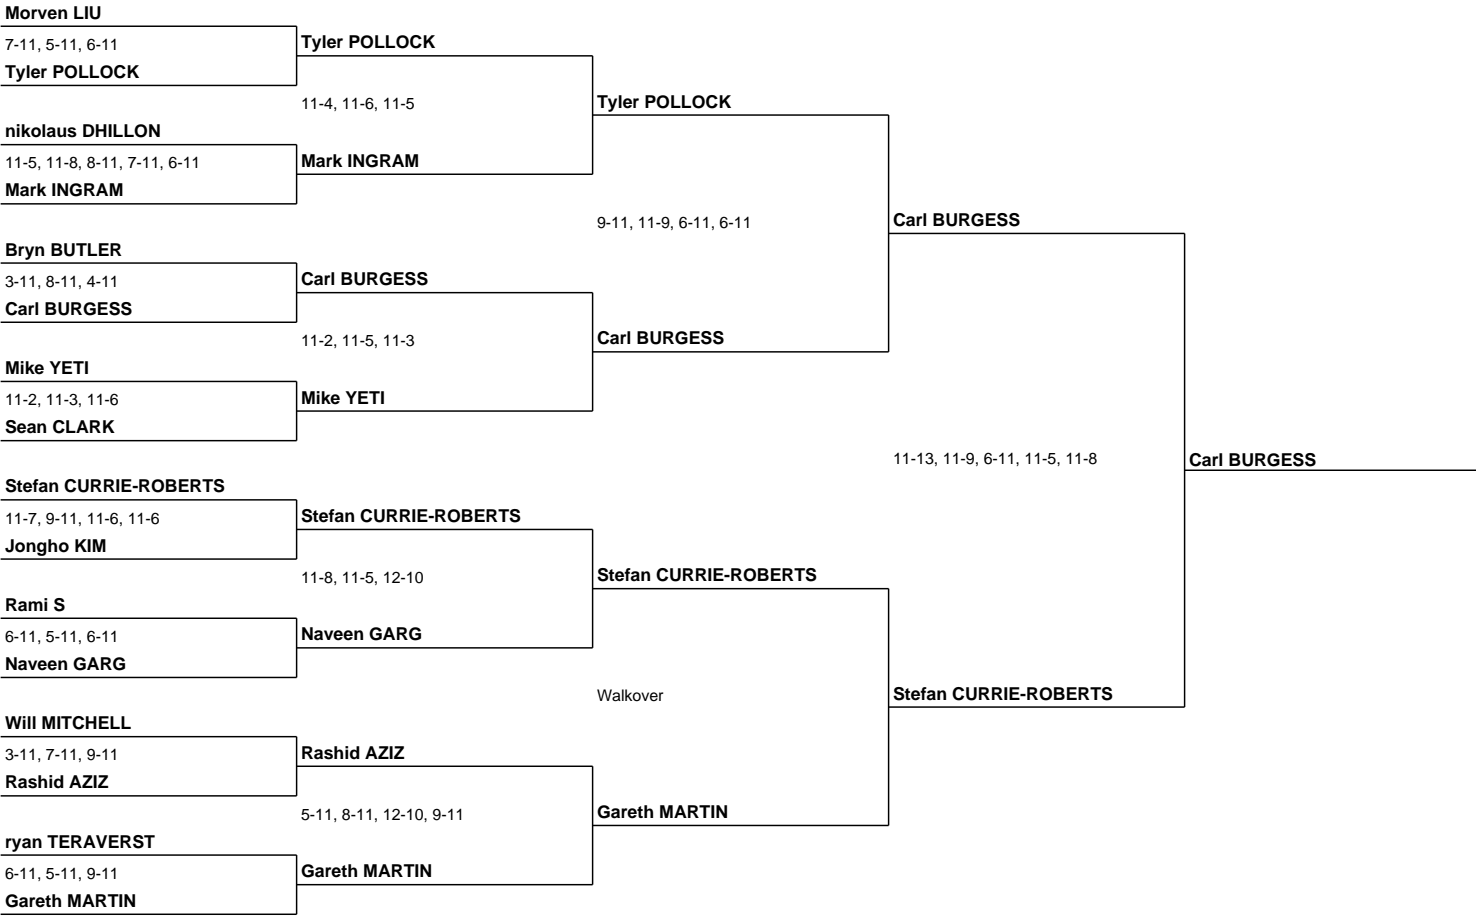 Morven LIU
7-11, 5-11, 6-11
Tyler POLLOCK
nikolaus DHILLON
11-5, 11-8, 8-11, 7-11, 6-11
Mark INGRAM
Bryn BUTLER
3-11, 8-11, 4-11
Carl BURGESS
Mike YETI
11-2, 11-3, 11-6
Sean CLARK
Stefan CURRIE-ROBERTS
11-7, 9-11, 11-6, 11-6
Jongho KIM
Rami S
6-11, 5-11, 6-11
Naveen GARG
Will MITCHELL
3-11, 7-11, 9-11
Rashid AZIZ
ryan TERAVERST
6-11, 5-11, 9-11
Gareth MARTIN
Tyler POLLOCK
11-4, 11-6, 11-5
Mark INGRAM
Carl BURGESS
11-2, 11-5, 11-3
Mike YETI
Stefan CURRIE-ROBERTS
11-8, 11-5, 12-10
Naveen GARG
Rashid AZIZ
5-11, 8-11, 12-10, 9-11
Gareth MARTIN
Tyler POLLOCK
9-11, 11-9, 6-11, 6-11
Carl BURGESS
Stefan CURRIE-ROBERTS
Walkover
Gareth MARTIN
Carl BURGESS
11-13, 11-9, 6-11, 11-5, 11-8
Stefan CURRIE-ROBERTS
Carl BURGESS